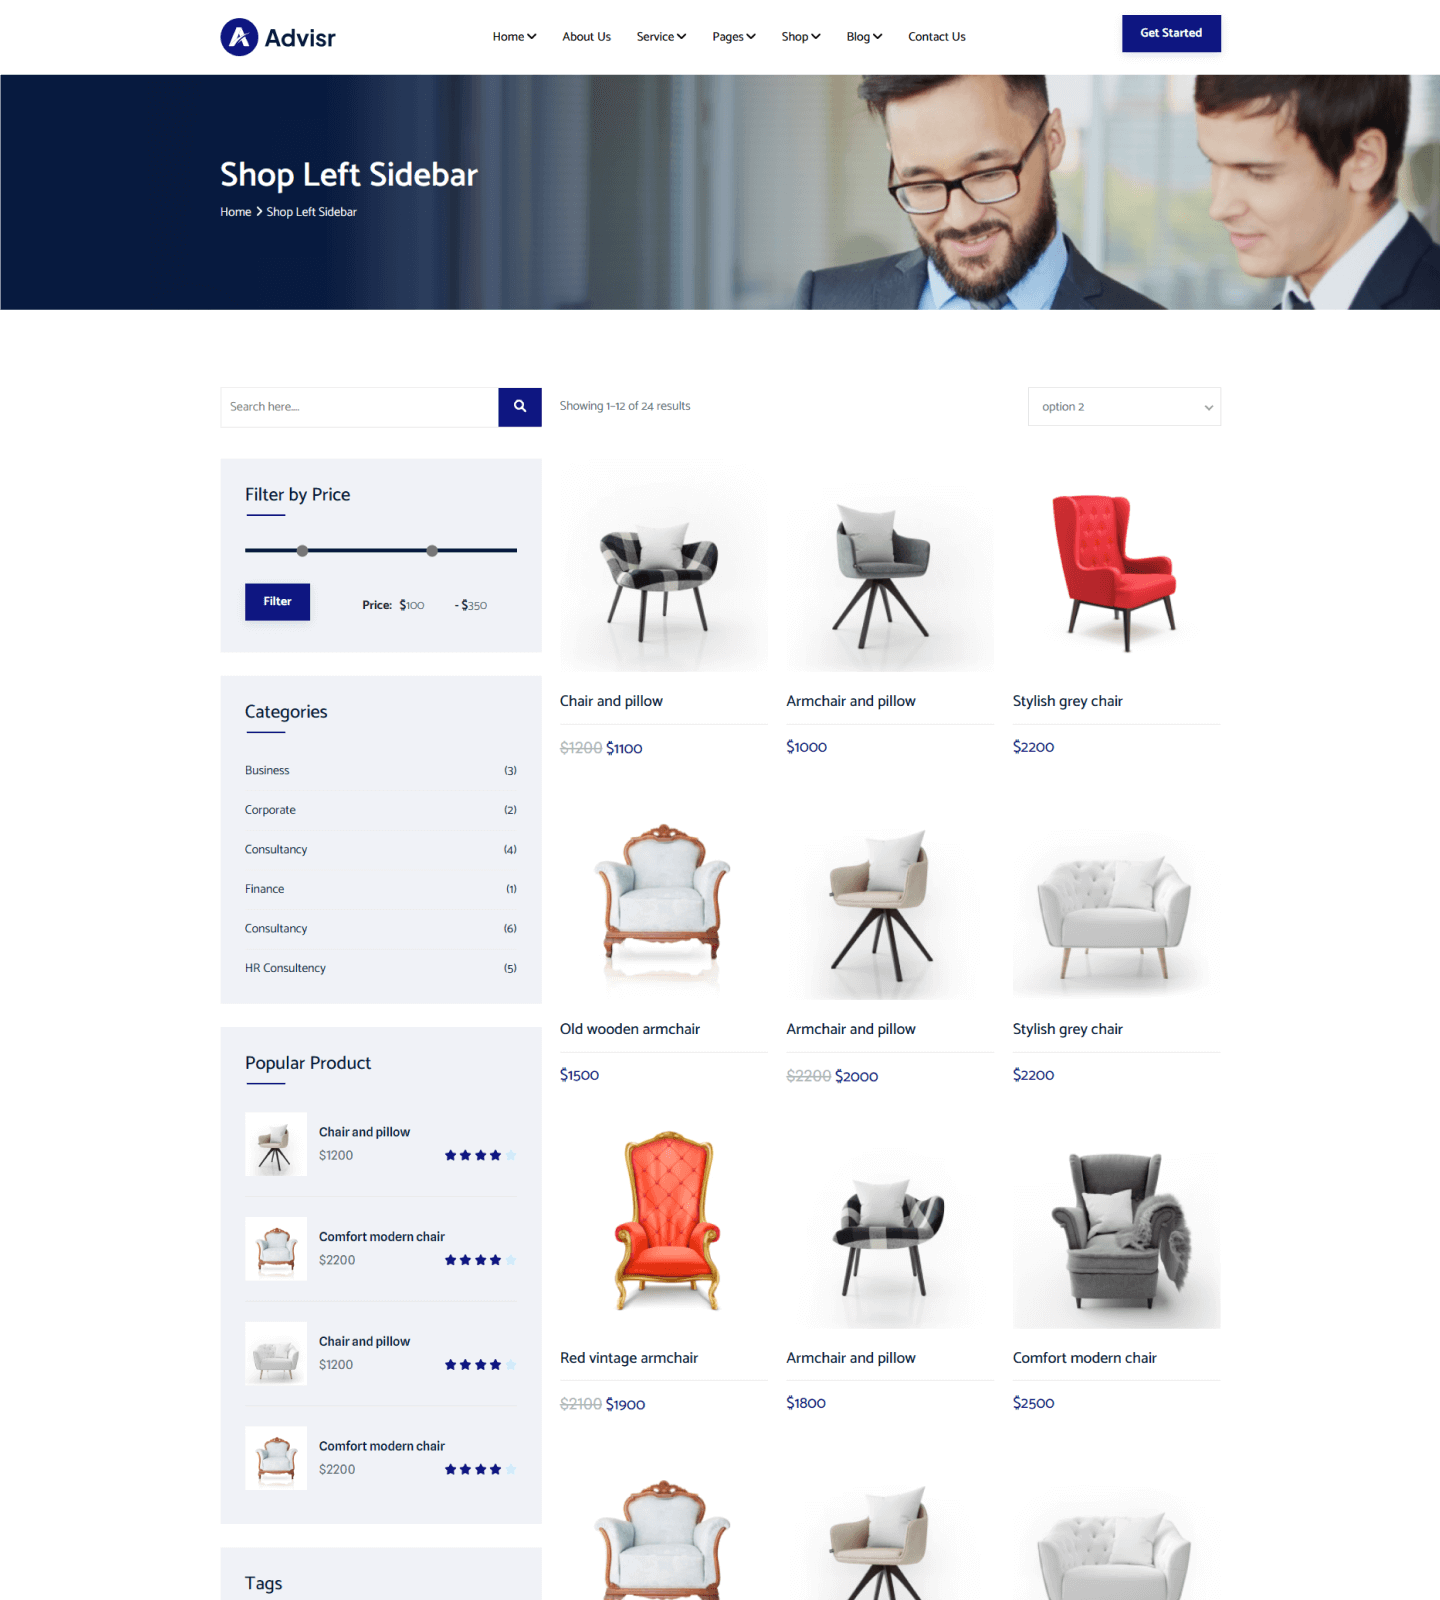 Advisr
Home About Us Service Pages Shop Blog Contact Us
Get Started
Shop Left Sidebar
Home Shop Left Sidebar
Search here....
Showing 1–12 of 24 results
option 2
Filter by Price
Filter
Price: $100 - $350
Categories
Business (3)
Corporate (2)
Consultancy (4)
Finance (1)
Consultancy (6)
HR Consultency (5)
Popular Product
Chair and pillow
$1200
Comfort modern chair
$2200
Chair and pillow
$1200
Comfort modern chair
$2200
Tags
Chair and pillow
$1200 $1100
Armchair and pillow
$1000
Stylish grey chair
$2200
Old wooden armchair
$1500
Armchair and pillow
$2200 $2000
Stylish grey chair
$2200
Red vintage armchair
$2100 $1900
Armchair and pillow
$1800
Comfort modern chair
$2500